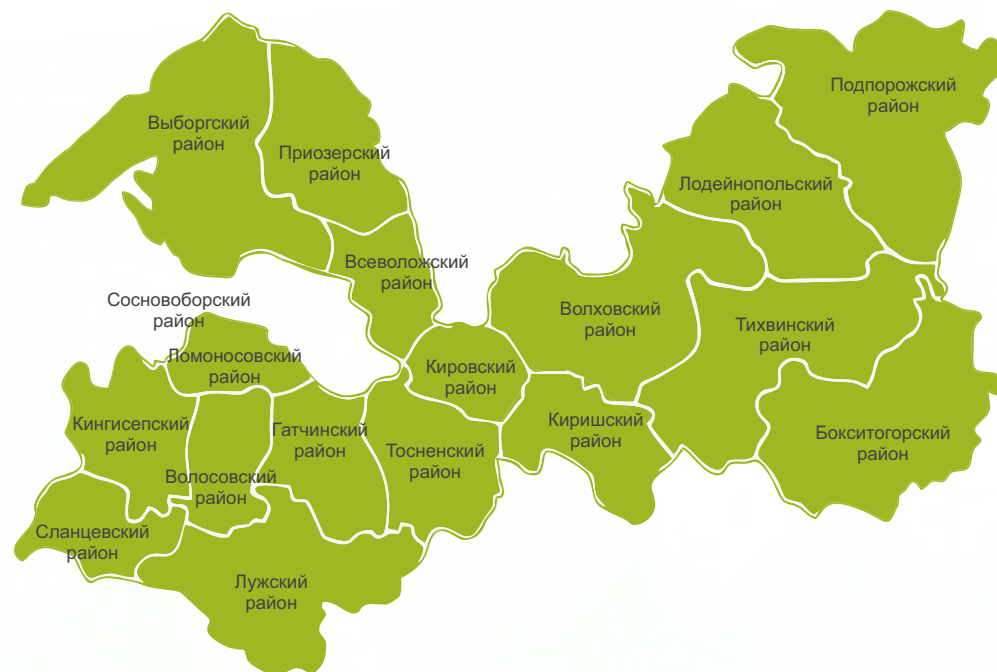 Подпорожский
район
Выборгский
район
Приозерский
район
Лодейнопольский
район
Всеволожский
район
Сосновоборский
район
Волховский
район
Тихвинский
район
Ломоносовский
район
Кировский
район
Кингисепский
район
Гатчинский
район
Киришский
район
Бокситогорский
район
Тосненский
район
Волосовский
район
Сланцевский
район
Лужский
район